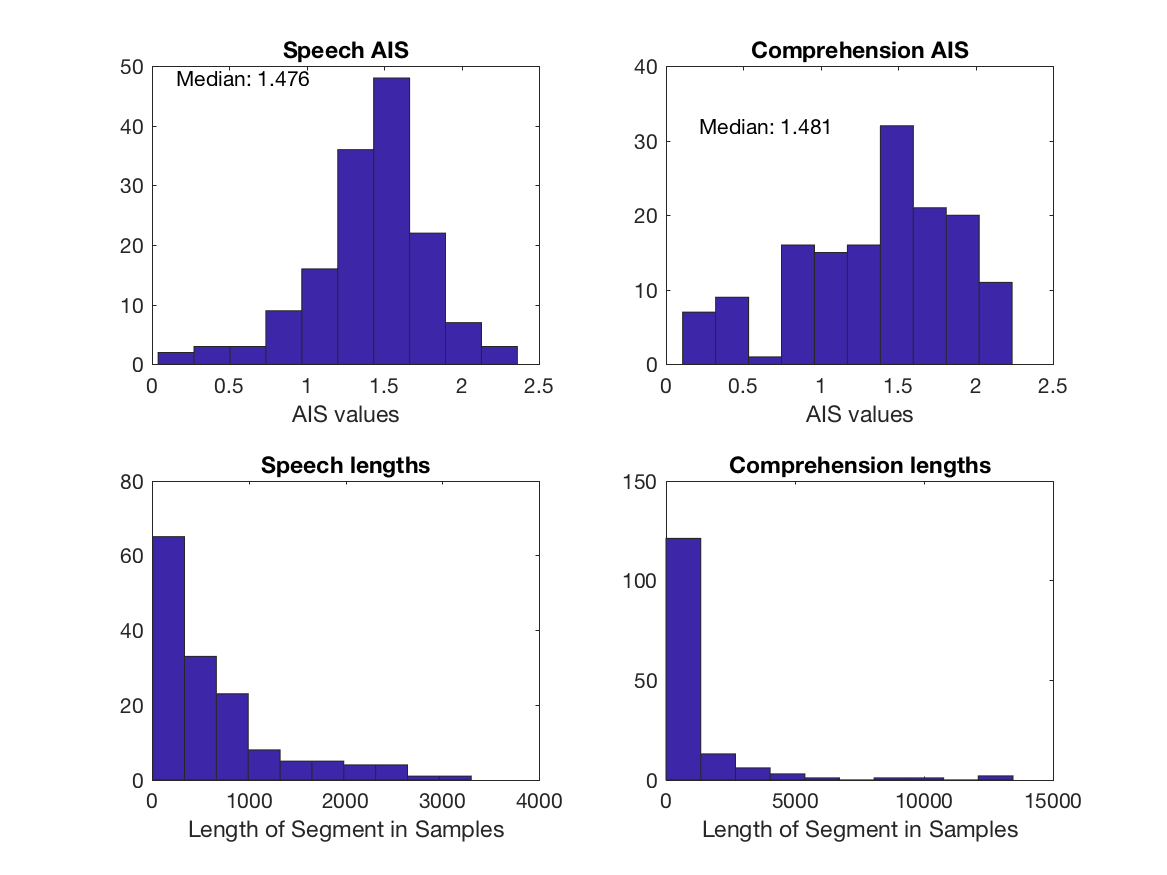 Speech AIS
Median: 1.476
50
40
30
20
10
0
0 0.5 1 1.5 2 2.5
AIS values
Comprehension AIS
Median: 1.481
40
30
20
10
0
0 0.5 1 1.5 2 2.5
AIS values
Speech lengths
80
60
40
20
0
0 1000 2000 3000 4000
Length of Segment in Samples
Comprehension lengths
150
100
50
0
0 5000 10000 15000
Length of Segment in Samples